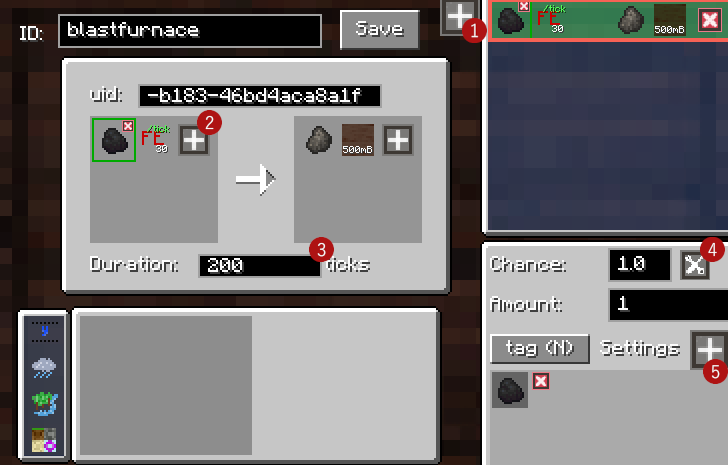 ID: blastfurnace Save
1
/tick
FE
30
500mB
uid: -b183-46bd4aca8a1f
2
/tick
FE
30
500mB
3
Duration: 200 ticks
Chance: 1.0
4
Amount: 1
tag (N) Settings
5
y